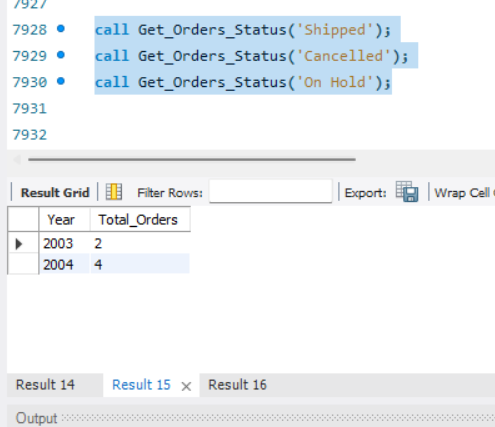 7927
7928 call Get_Orders_Status('Shipped');
7929 call Get_Orders_Status('Cancelled');
7930 call Get_Orders_Status('On Hold');
7931
7932
Result Grid Filter Rows: Export: Wrap Cell
Year Total_Orders
2003 2
2004 4
Result 14 Result 15 × Result 16
Output